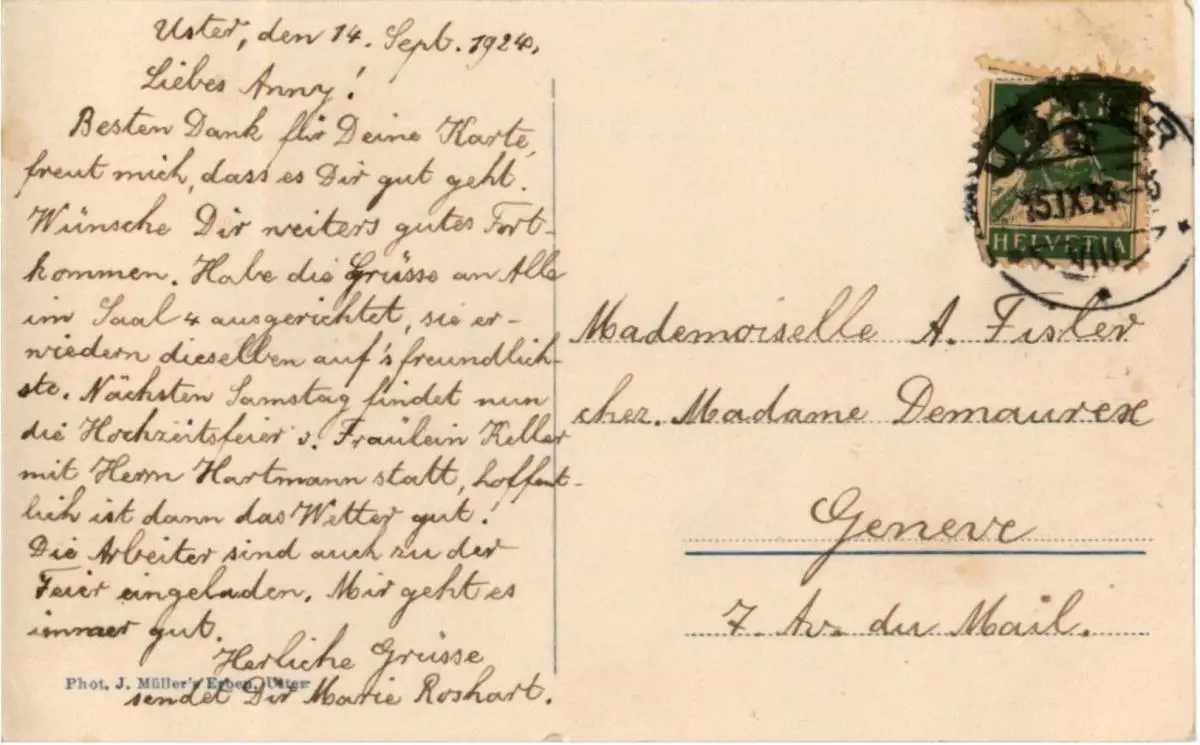 Uster, den 14. Sept. 1924.
Liebes Anny!
Besten Dank für Deine Karte,
freut mich, dass es Dir gut geht.
Wünsche Dir weiters gutes Fort-
kommen. Habe die Grüsse an Alle
im Saal 4 ausgerichtet, sie er-
wiedern dieselben auf's freundlich-
ste. Nächsten Samstag findet nun
die Hochzeitsfeier v. Fräulein Keller
mit Herrn Hartmann statt, hoffent-
lich ist dann das Wetter gut!
Die Arbeiter sind auch zu der
Feier eingeladen. Mir geht es
immer gut.
Herliche Grüsse
sendet Dir Marie Roshart.
Phot. J. Müller's Erben, Uster
USTER
15.IX.24
VIII
HELVETIA
Mademoiselle A. Fisler
chez. Madame Demaurex
Geneve
7. Av. du Mail.